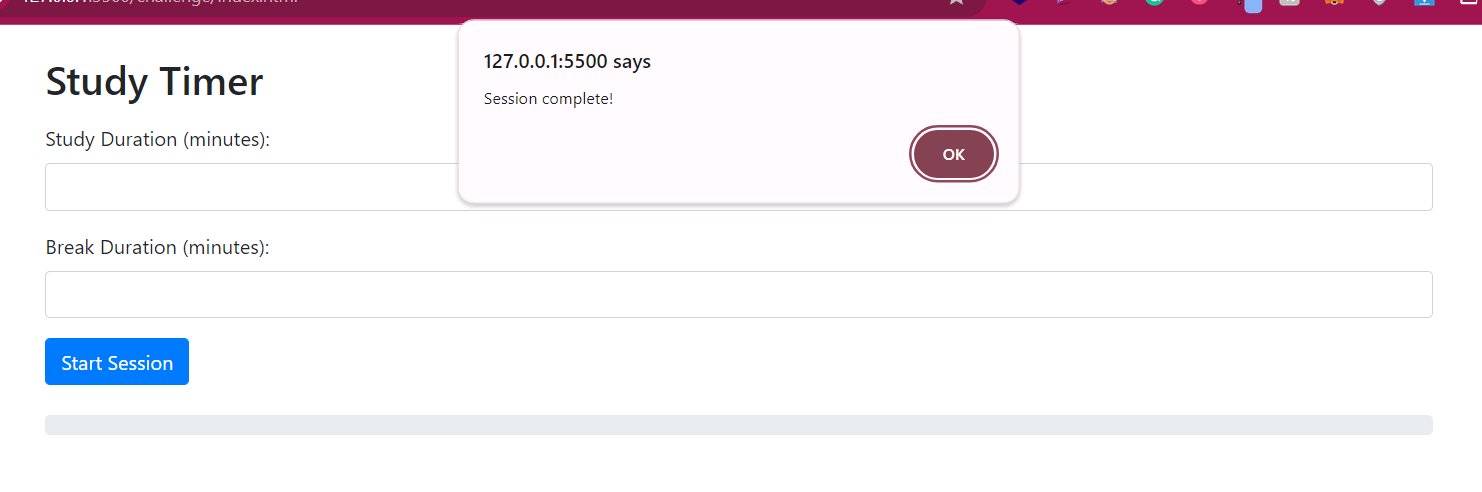 127.0.0.1:5500/challenge/index.html
127.0.0.1:5500 says
Session complete!
OK
Study Timer
Study Duration (minutes):
Break Duration (minutes):
Start Session